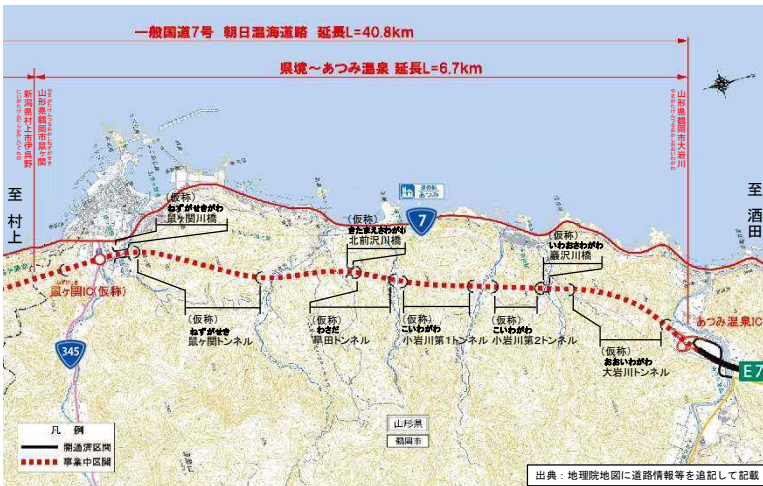 一般国道7号 朝日温海道路 延長L=40.8km
県境～あつみ温泉 延長L=6.7km
新潟県村上市伊呉野
山形県鶴岡市鼠ヶ関
山形県鶴岡市大岩川
至 村上
至 酒田
道の駅
あつみ
7
(仮称)
ねずがせきがわ
鼠ヶ関川橋
(仮称)
きたまえさわがわ
北前沢川橋
(仮称)
いわおさわがわ
巖沢川橋
鼠ヶ関IC(仮称)
(仮称)
ねずがせき
鼠ヶ関トンネル
(仮称)
わさだ
早田トンネル
(仮称)
こいわがわ
小岩川第1トンネル
(仮称)
こいわがわ
小岩川第2トンネル
(仮称)
おおいわがわ
大岩川トンネル
あつみ温泉IC
345
E7
山形県
鶴岡市
凡 例
開通済区間
事業中区間
出典：地理院地図に道路情報等を追記して記載